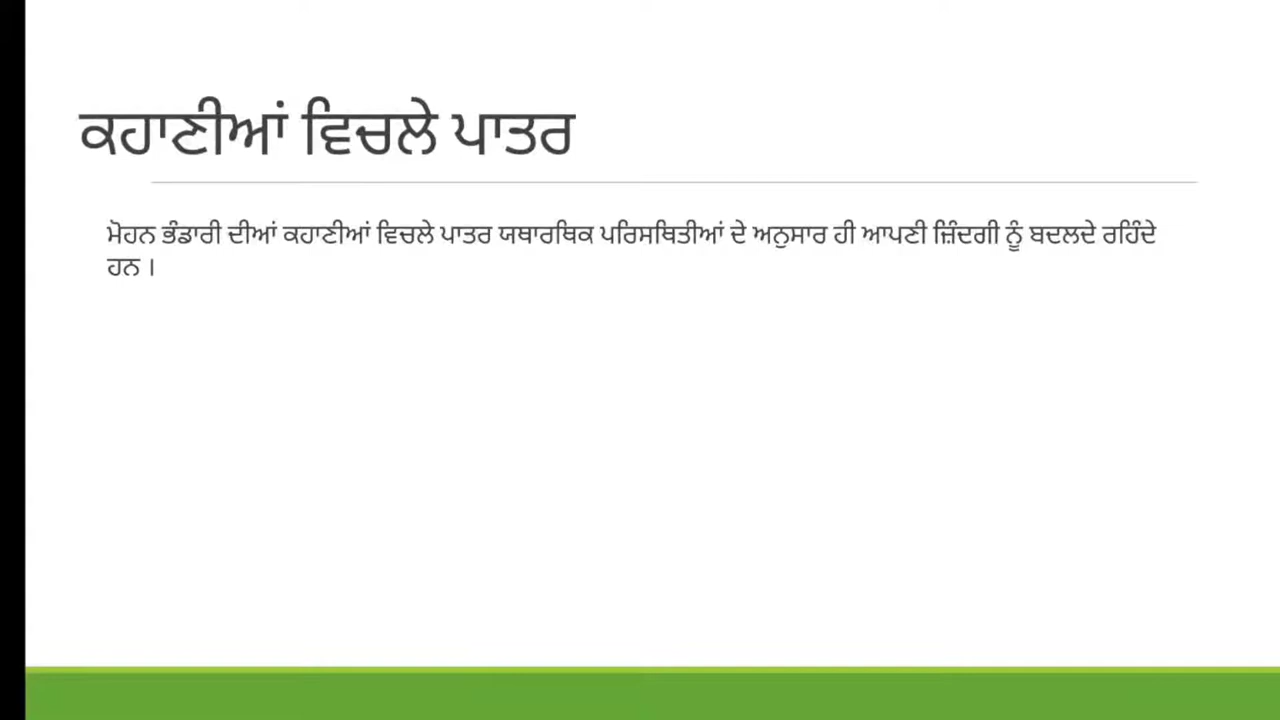 ਕਹਾਣੀਆਂ ਵਿਚਲੇ ਪਾਤਰ
ਮੋਹਨ ਭੰਡਾਰੀ ਦੀਆਂ ਕਹਾਣੀਆਂ ਵਿਚਲੇ ਪਾਤਰ ਯਥਾਰਥਿਕ ਪਰਿਸਥਿਤੀਆਂ ਦੇ ਅਨੁਸਾਰ ਹੀ ਆਪਣੀ ਜ਼ਿੰਦਗੀ ਨੂੰ ਬਦਲਦੇ ਰਹਿੰਦੇ
ਹਨ ।